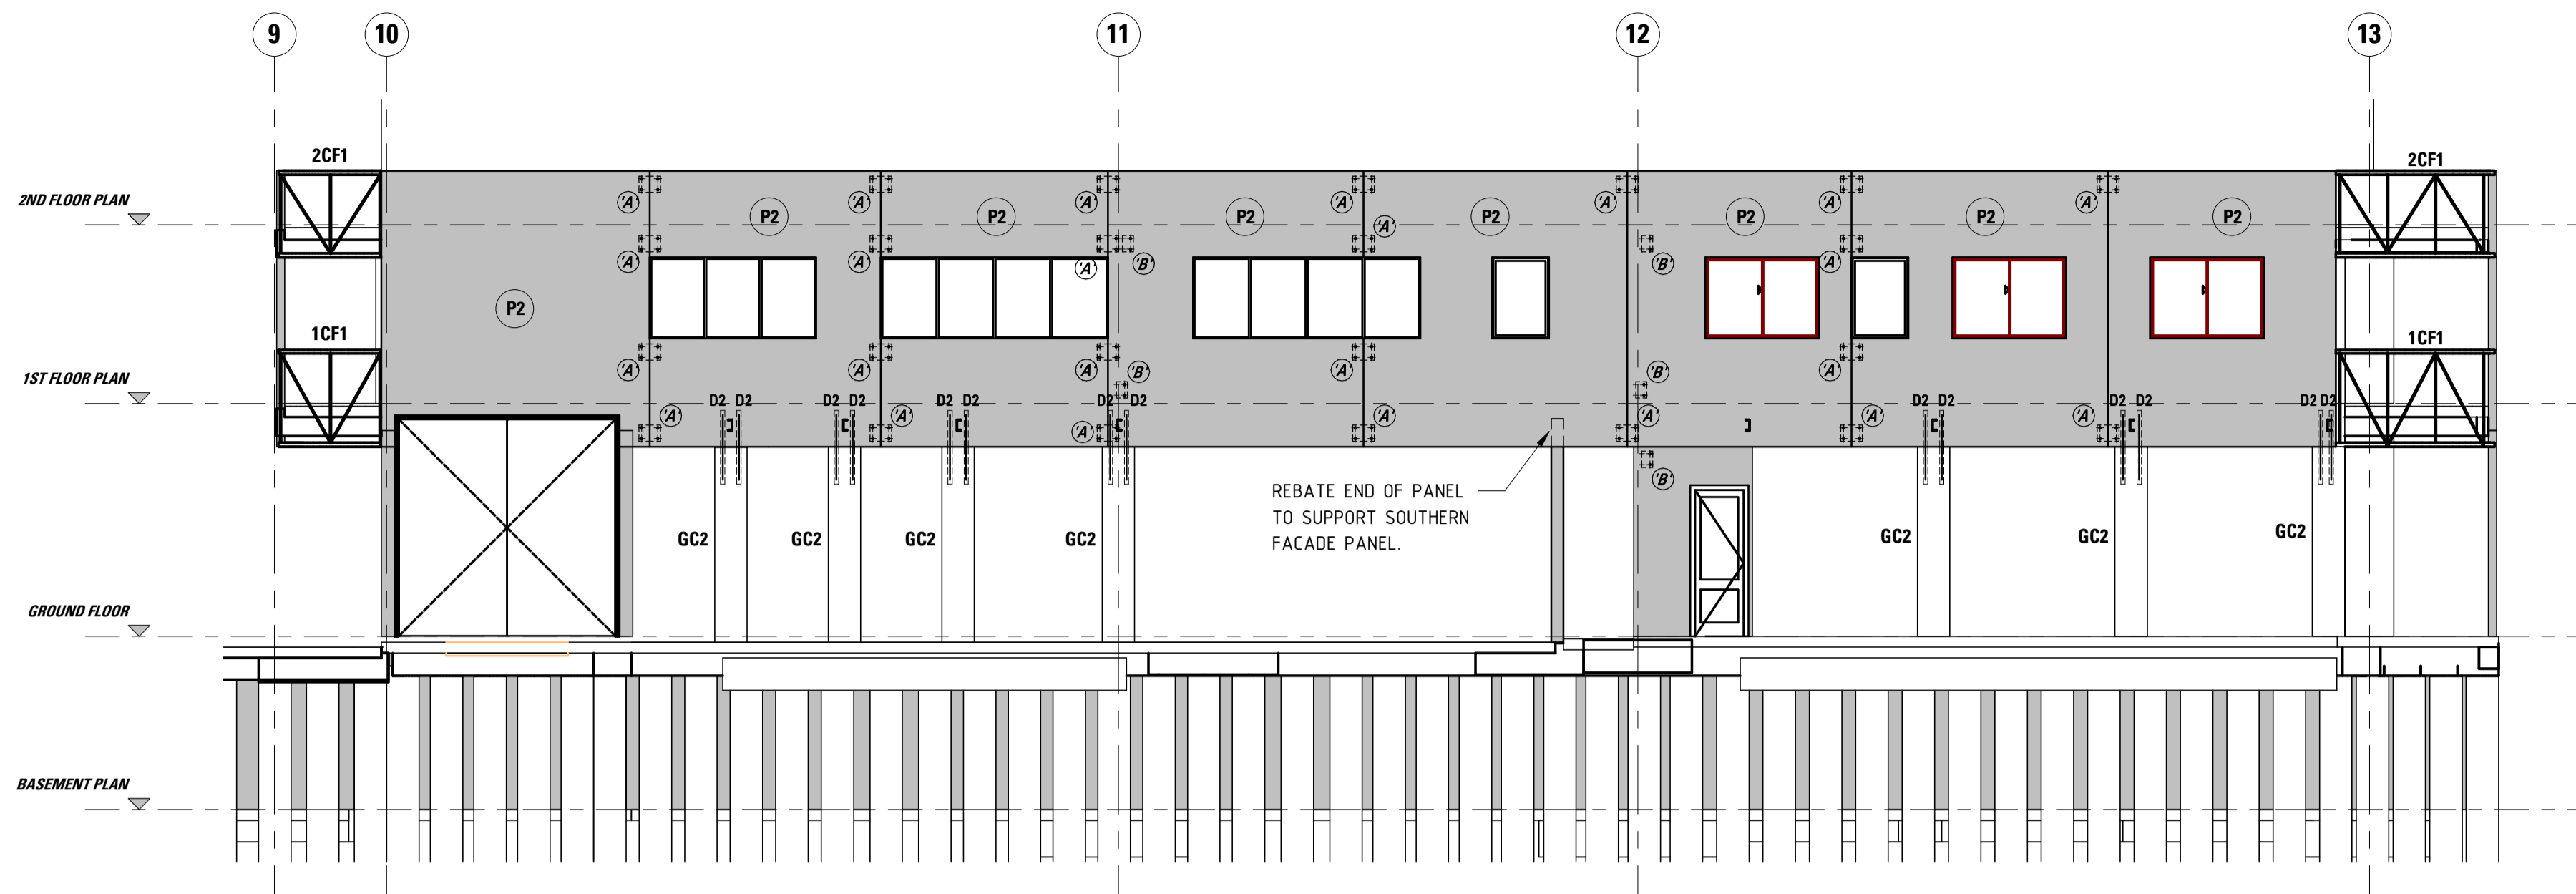 9 10 11 12 13
2CF1 2CF1
2ND FLOOR PLAN
'A' 'A' 'A' 'A' 'A' 'A' 'A'
P2 P2 P2 P2 P2 P2 P2
'A'
'A' 'A' 'A' 'B' 'B' 'A'
P2
1CF1 1CF1
'A' 'A' 'A' 'B' 'A' 'B' 'A'
1ST FLOOR PLAN
D2 D2 D2 D2 D2 D2 D2 D2 D2 D2 D2 D2 D2 D2
'A' 'A' 'A' 'A' 'A' 'A' 'A'
'B'
REBATE END OF PANEL
TO SUPPORT SOUTHERN
FACADE PANEL.
GC2 GC2 GC2 GC2 GC2 GC2 GC2
GROUND FLOOR
BASEMENT PLAN